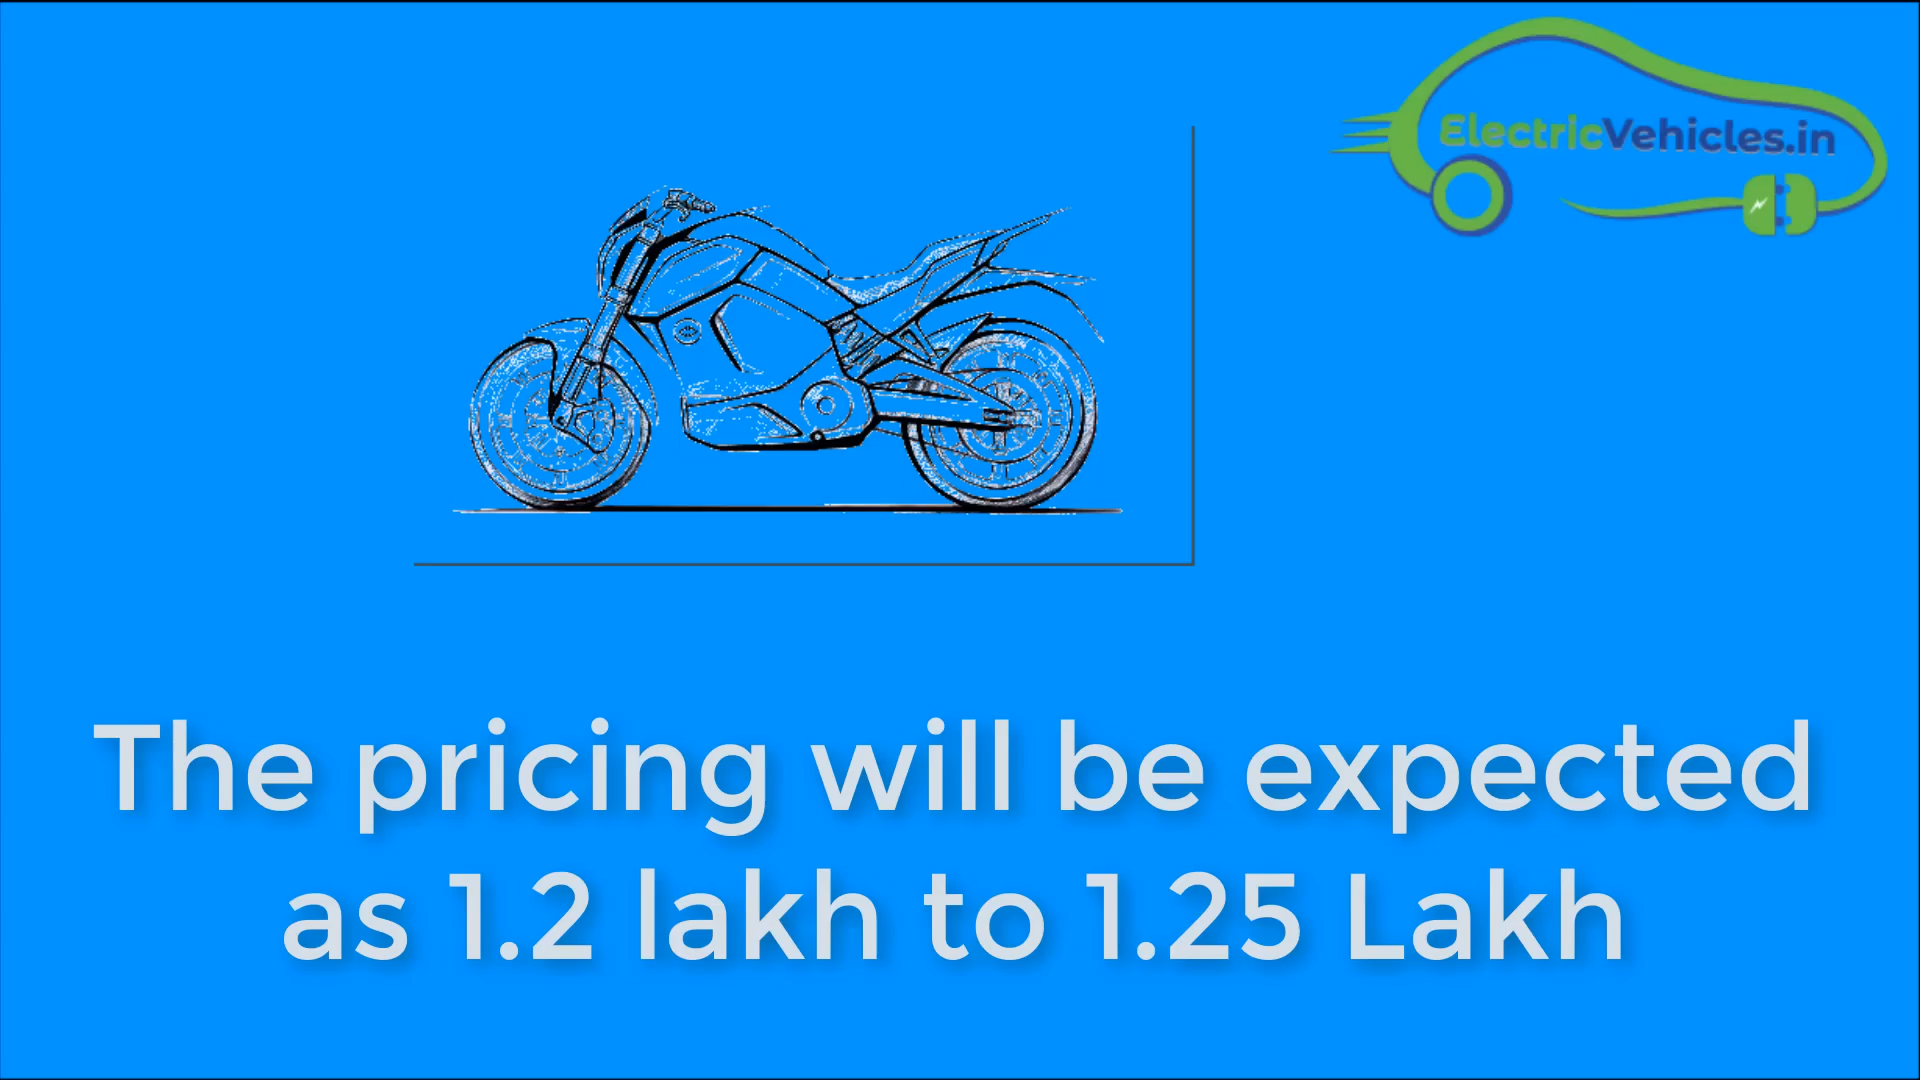 ElectricVehicles.in
The pricing will be expected
as 1.2 lakh to 1.25 Lakh